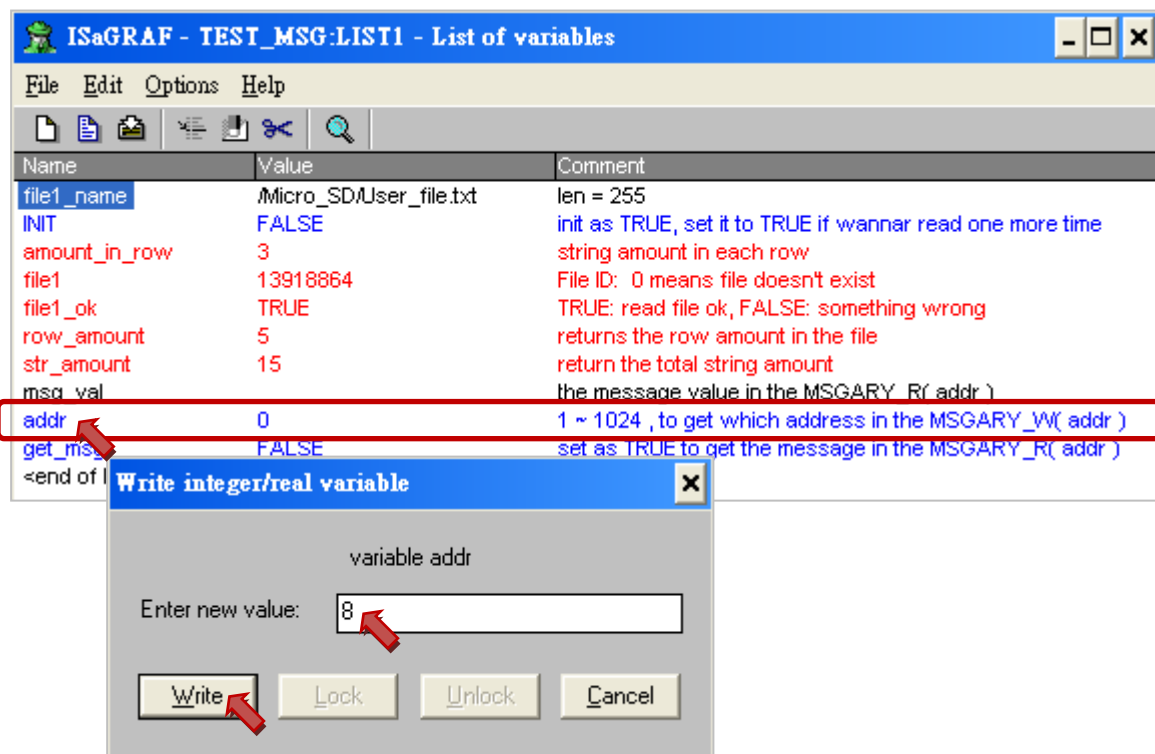 ISaGRAF - TEST_MSG:LIST1 - List of variables
File Edit Options Help
Name Value Comment
file1_name /Micro_SD/User_file.txt len = 255
INIT FALSE init as TRUE, set it to TRUE if wannar read one more time
amount_in_row 3 string amount in each row
file1 13918864 File ID: 0 means file doesn't exist
file1_ok TRUE TRUE: read file ok, FALSE: something wrong
row_amount 5 returns the row amount in the file
str_amount 15 return the total string amount
msg_val the message value in the MSGARY_R( addr )
addr 0 1 ~ 1024 , to get which address in the MSGARY_W( addr )
get_msg FALSE set as TRUE to get the message in the MSGARY_R( addr )
<end of
Write integer/real variable
variable addr
Enter new value: 8
Write Lock Unlock Cancel